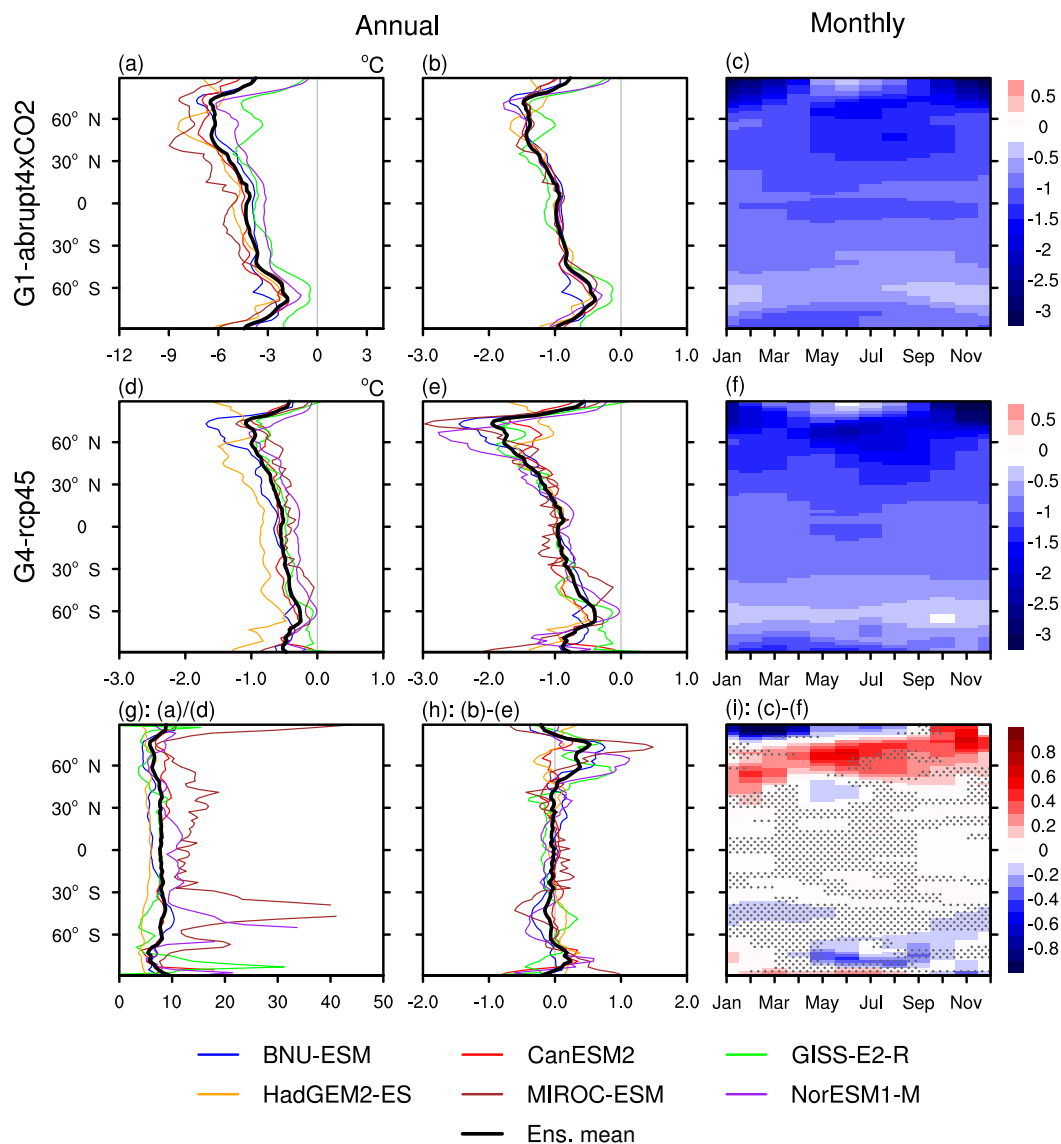 Annual Monthly
(a) °C (b) (c)
G1-abrupt4xCO2
60° N
30° N
0
30° S
60° S
0.5
0
-0.5
-1
-1.5
-2
-2.5
-3
-12 -9 -6 -3 0 3 -3.0 -2.0 -1.0 0.0 1.0 Jan Mar May Jul Sep Nov
(d) °C (e) (f)
G4-rcp45
60° N
30° N
0
30° S
60° S
0.5
0
-0.5
-1
-1.5
-2
-2.5
-3
-3.0 -2.0 -1.0 0.0 1.0 -3.0 -2.0 -1.0 0.0 1.0 Jan Mar May Jul Sep Nov
(g): (a)/(d) (h): (b)-(e) (i): (c)-(f)
60° N
30° N
0
30° S
60° S
0.8
0.6
0.4
0.2
0
-0.2
-0.4
-0.6
-0.8
0 10 20 30 40 50 -2.0 -1.0 0.0 1.0 2.0 Jan Mar May Jul Sep Nov
BNU-ESM CanESM2 GISS-E2-R
HadGEM2-ES MIROC-ESM NorESM1-M
Ens. mean